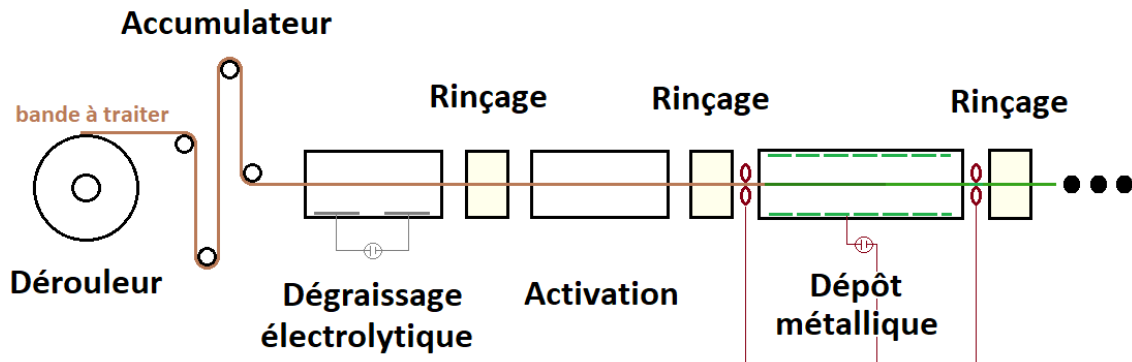 Accumulateur
bande à traiter
Rinçage
Rinçage
Rinçage
Dérouleur
Dégraissage
électrolytique
Activation
Dépôt
métallique